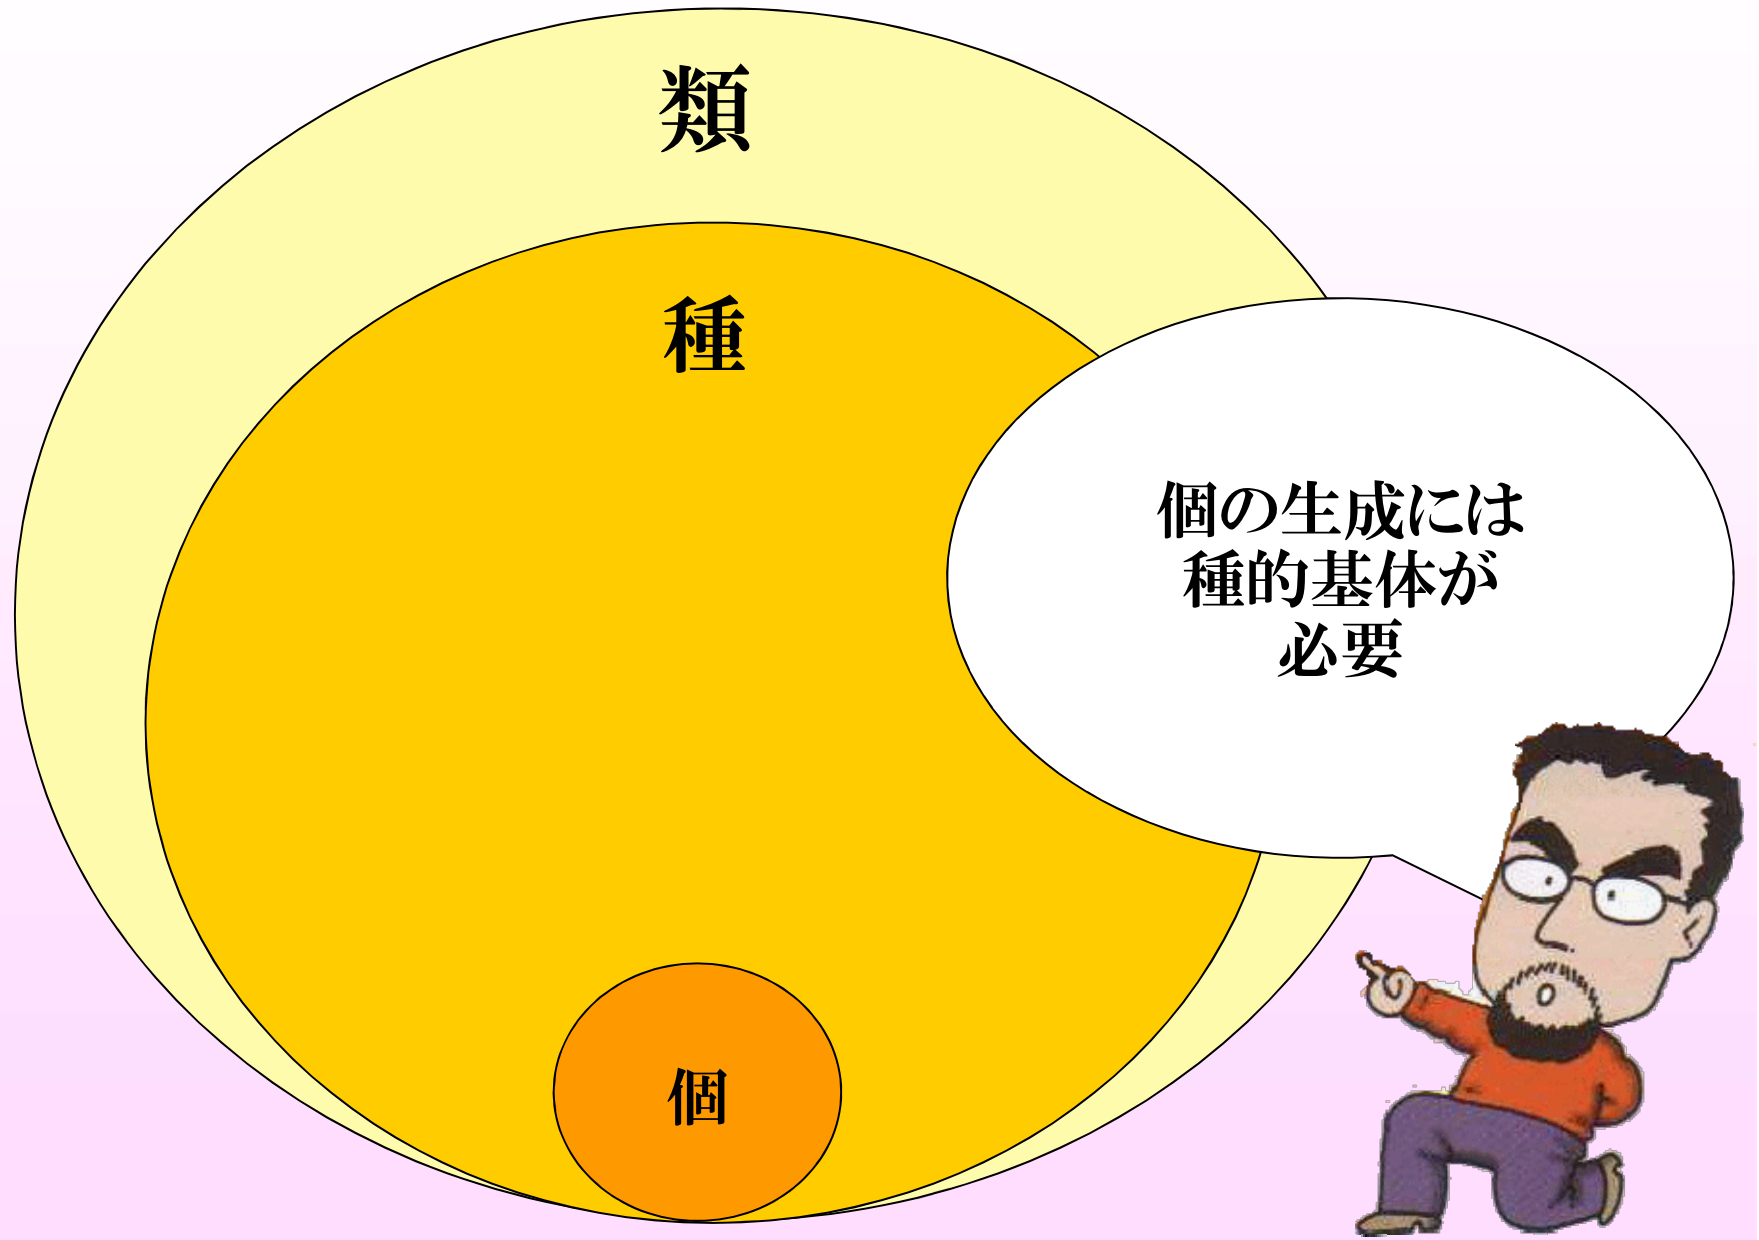 類
種
個の生成には
種的基体が
必要
個